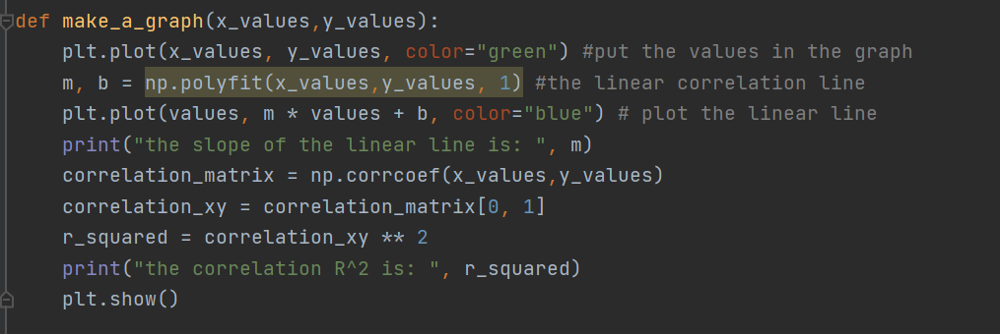 def make_a_graph(x_values,y_values):
    plt.plot(x_values, y_values, color="green") #put the values in the graph
    m, b = np.polyfit(x_values,y_values, 1) #the linear correlation line
    plt.plot(values, m * values + b, color="blue") # plot the linear line
    print("the slope of the linear line is: ", m)
    correlation_matrix = np.corrcoef(x_values,y_values)
    correlation_xy = correlation_matrix[0, 1]
    r_squared = correlation_xy ** 2
    print("the correlation R^2 is: ", r_squared)
    plt.show()